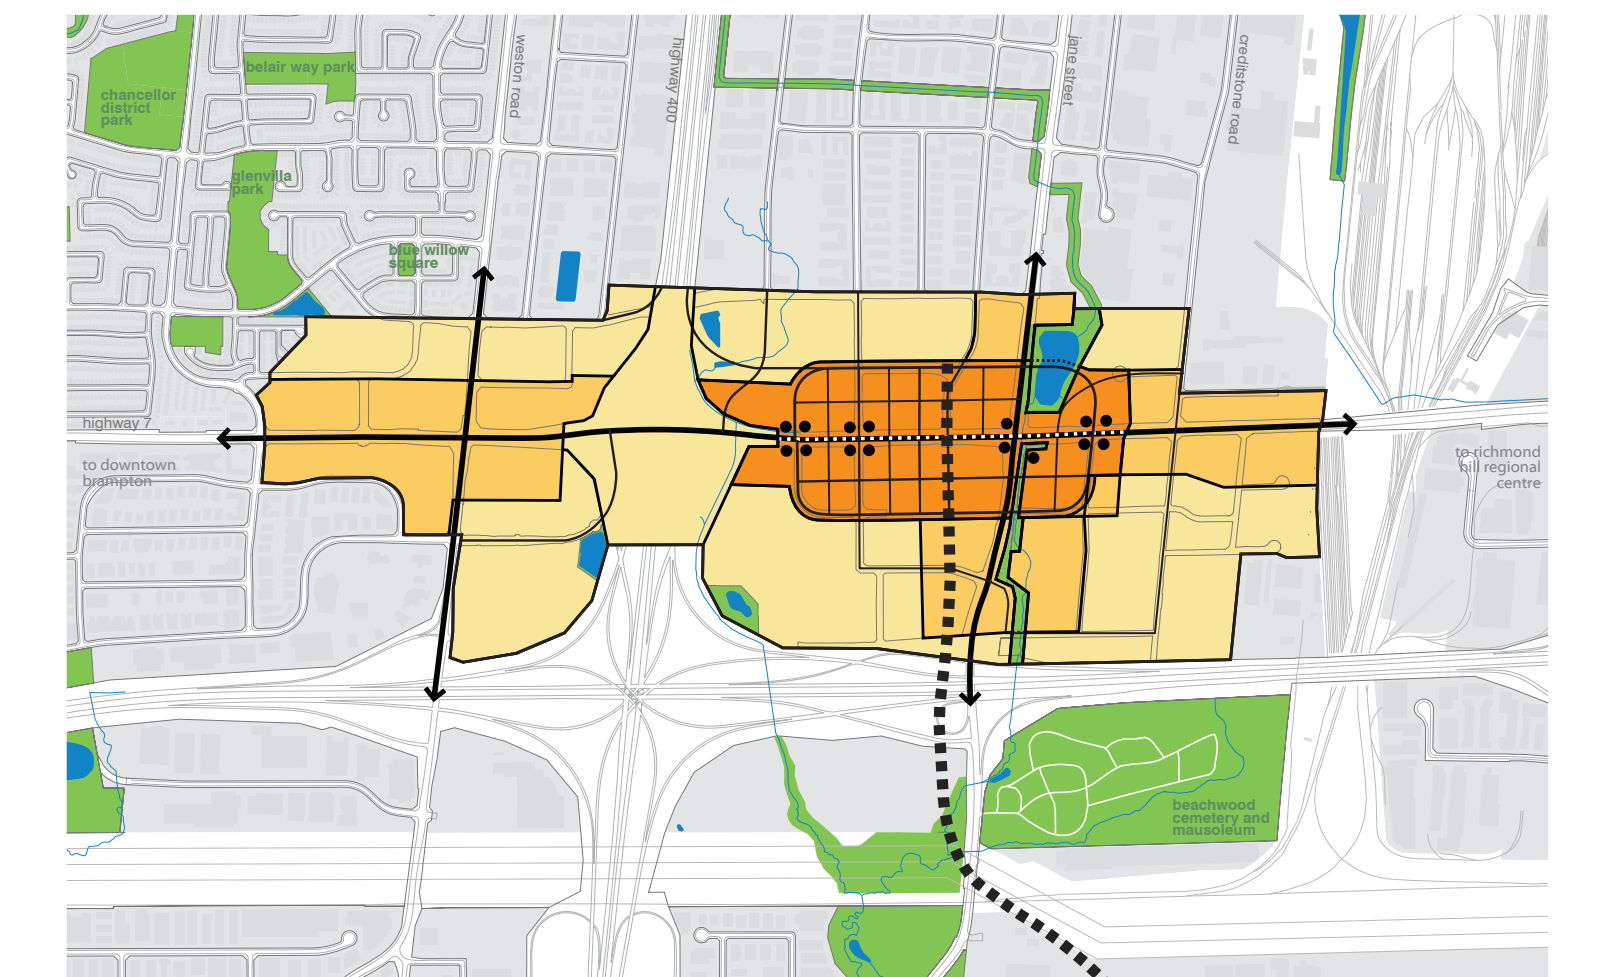 belair way park
chancellor
district
park
glenvilla
park
blue willow
square
weston road
highway 400
jane street
creditstone road
highway 7
to downtown
brampton
to richmond
hill regional
centre
beachwood
cemetery and
mausoleum